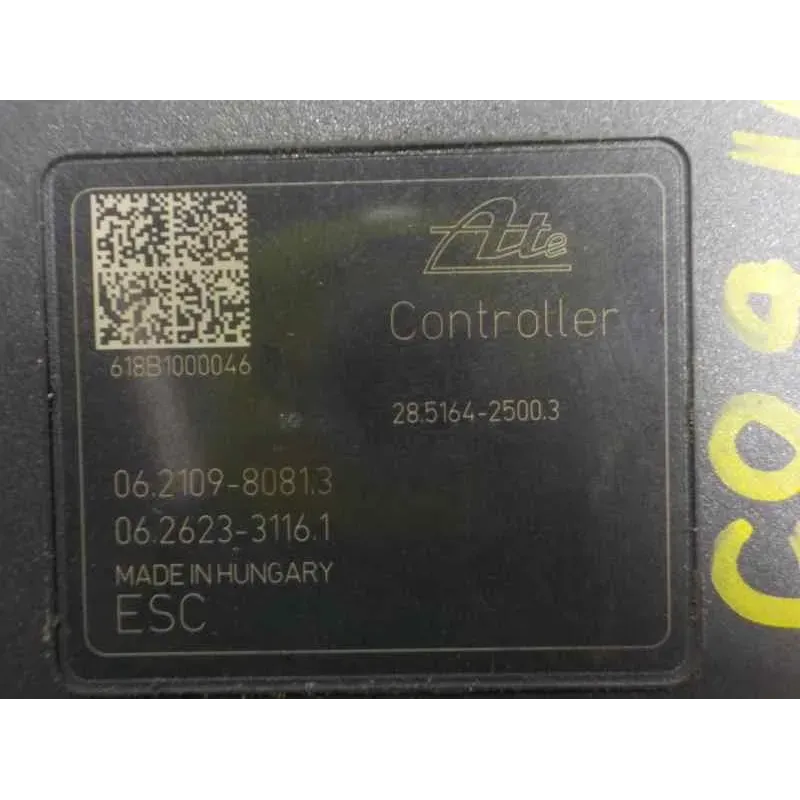 Ate
Controller
618B1000046
28.5164-2500.3
06.2109-8081.3
06.2623-3116.1
MADE IN HUNGARY
ESC